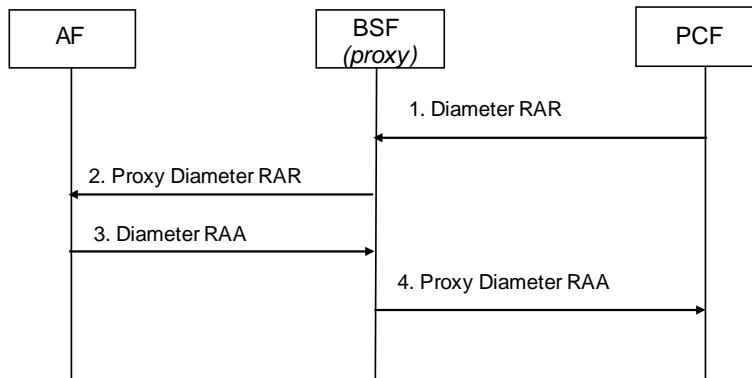 AF
BSF
(proxy)
PCF
1. Diameter RAR
2. Proxy Diameter RAR
3. Diameter RAA
4. Proxy Diameter RAA